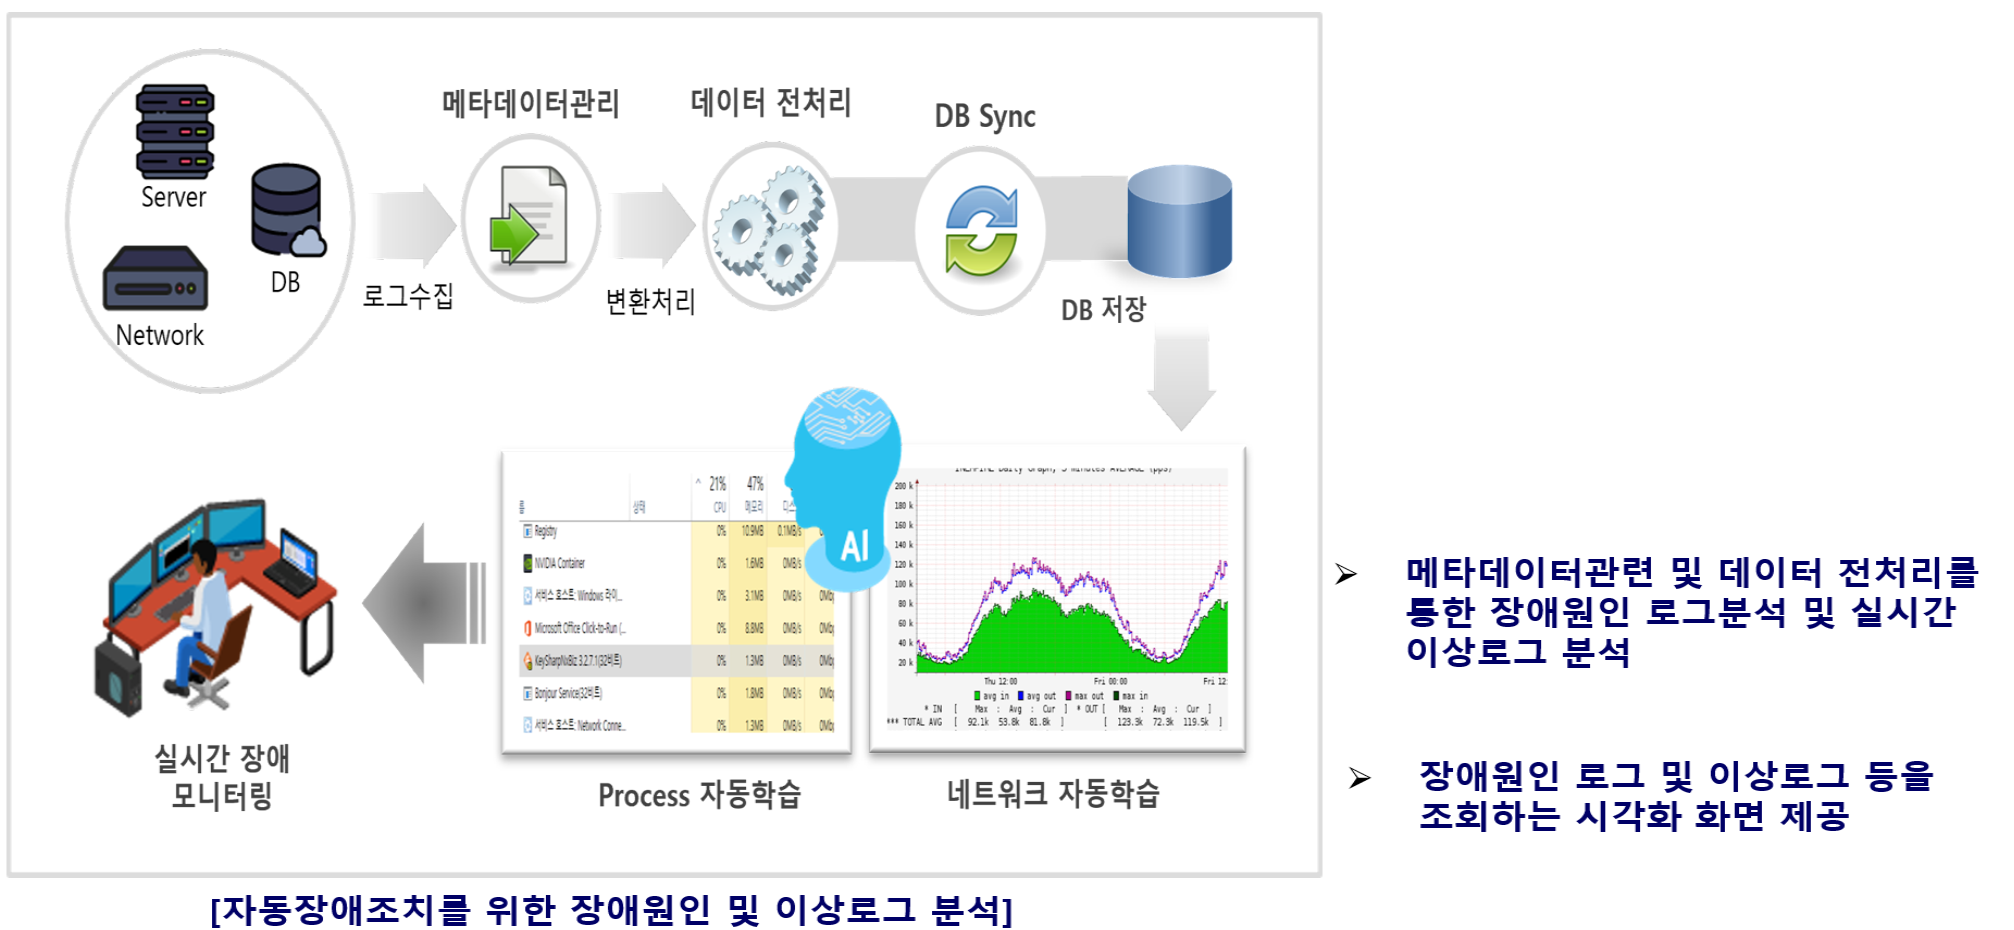 메타데이터관리
데이터 전처리
DB Sync
Server
DB
Network
로그수집
변환처리
DB 저장
21% 47%
상태 CPU 메모리
Registry 0% 10.9MB 0.1MB/s
NVIDIA Container 0% 1.6MB 0MB/s
서비스 호스트: Windows 라이... 0% 3.1MB 0MB/s
Microsoft Office Click-to-Run (... 0% 8.8MB 0MB/s
KeySharpNxBiz 3.2.7.1(32비트) 0% 1.3MB 0MB/s
Bonjour Service(32비트) 0% 1.8MB 0MB/s
서비스 호스트: Network Conne... 0% 1.3MB 0MB/s
AI
Daily Graph, 5 minutes AVERAGE (pps)
200 k
180 k
160 k
140 k
120 k
100 k
80 k
60 k
40 k
20 k
Thu 12:00 Fri 00:00 Fri 12:
avg in avg out max out max in
* IN [ Max : Avg : Cur ] * OUT [ Max : Avg : Cur ]
*** TOTAL AVG [ 92.1k 53.8k 81.8k ] [ 123.3k 72.3k 119.5k ]
실시간 장애
모니터링
Process 자동학습
네트워크 자동학습
➢ 메타데이터관련 및 데이터 전처리를
통한 장애원인 로그분석 및 실시간
이상로그 분석
➢ 장애원인 로그 및 이상로그 등을
조회하는 시각화 화면 제공
[자동장애조치를 위한 장애원인 및 이상로그 분석]